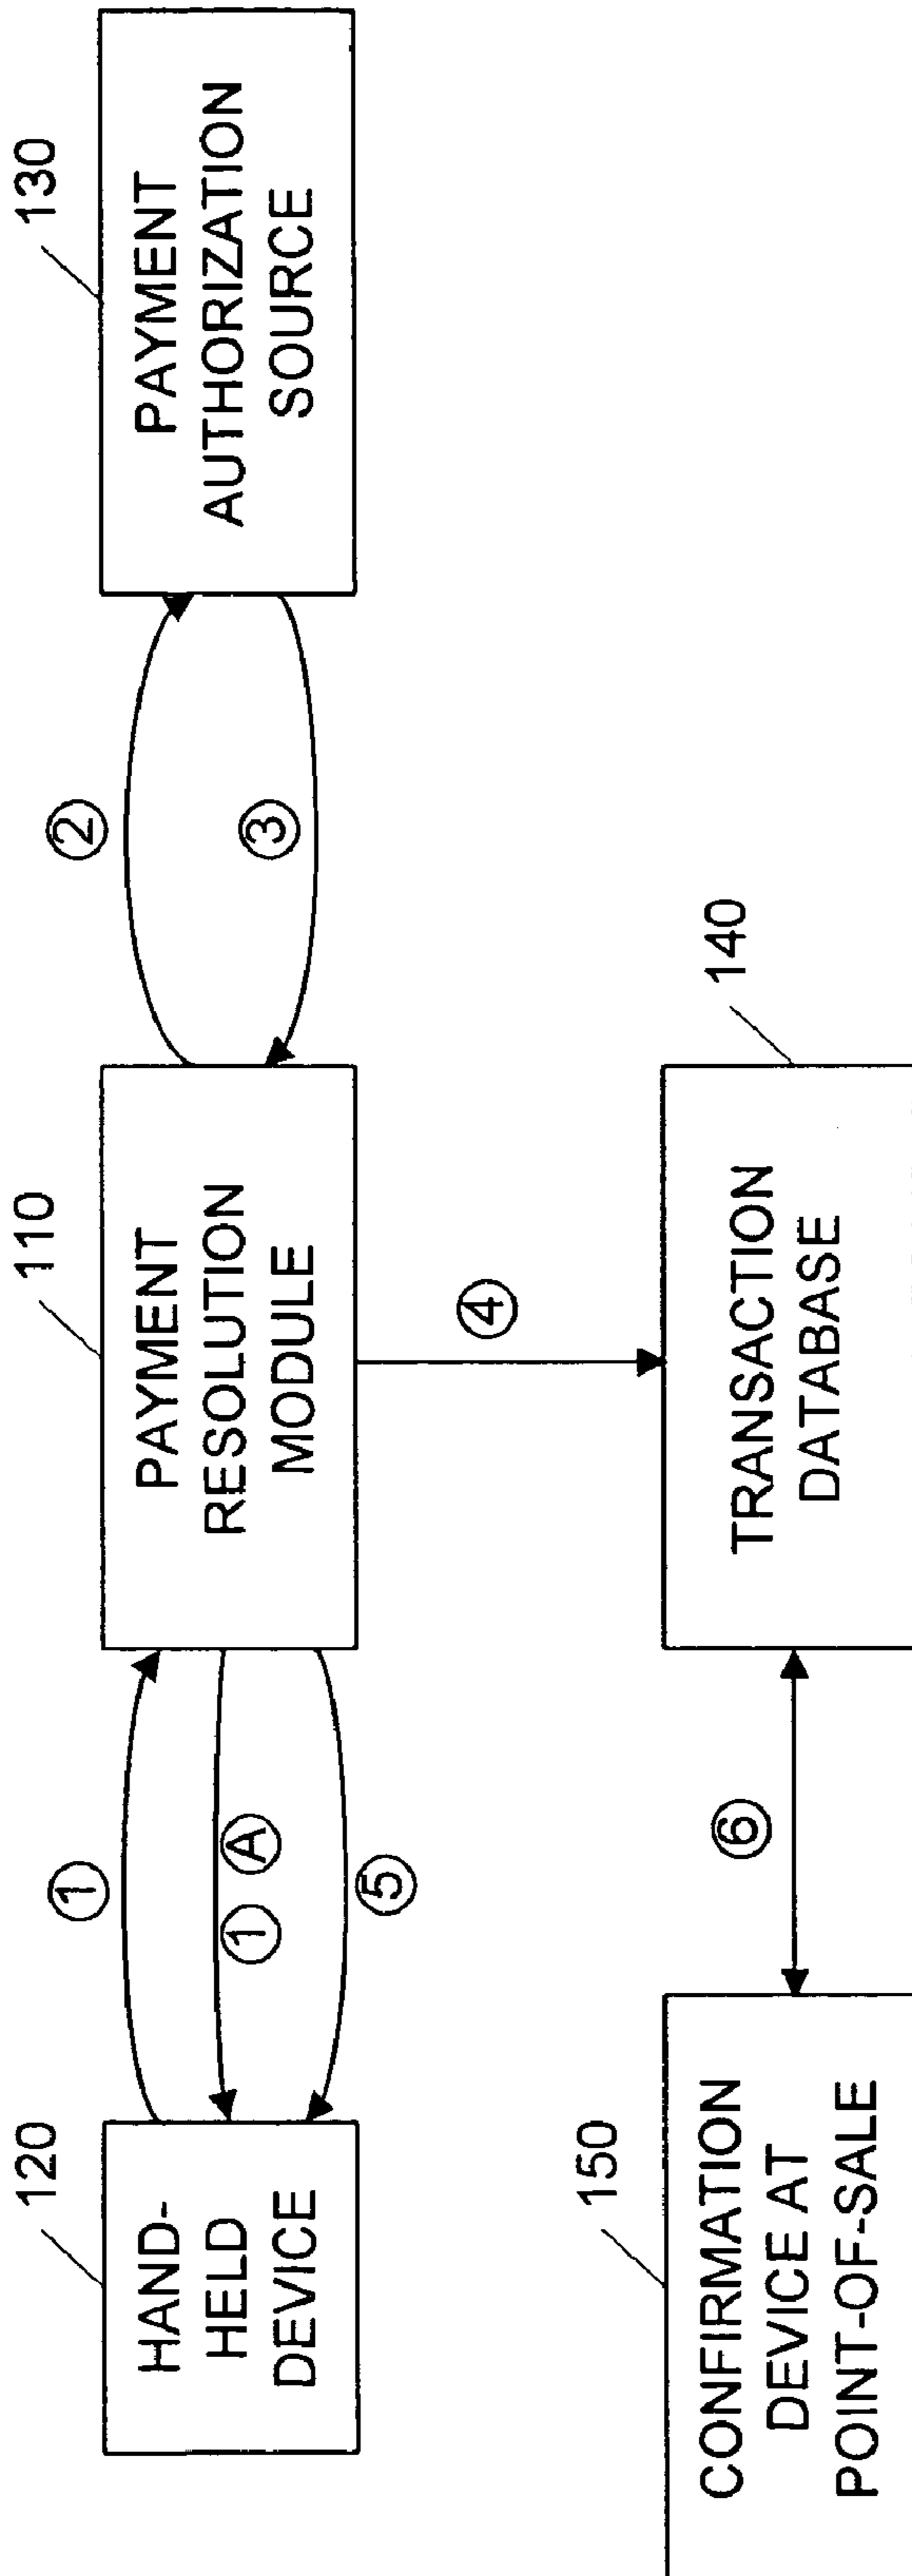 120
HAND-
HELD
DEVICE
①
① Ⓐ
⑤
110
PAYMENT
RESOLUTION
MODULE
②
③
130
PAYMENT
AUTHORIZATION
SOURCE
④
150
CONFIRMATION
DEVICE AT
POINT-OF-SALE
⑥
140
TRANSACTION
DATABASE